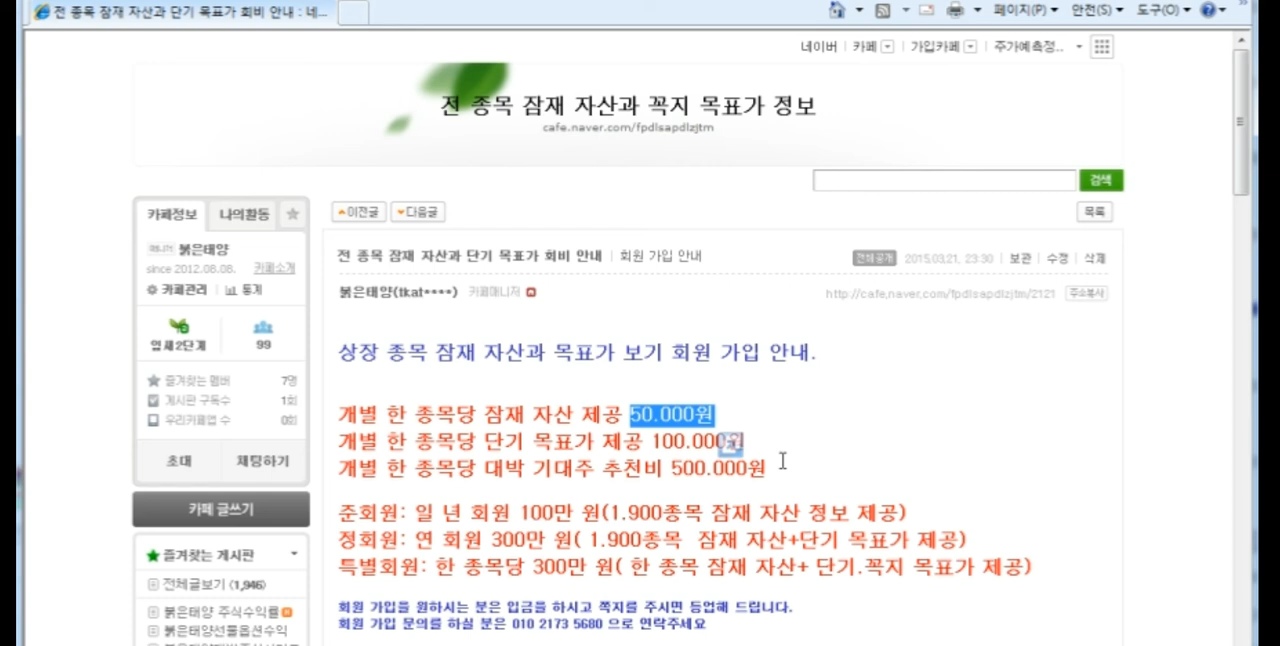 전 종목 잠재 자산과 단기 목표가 회비 안내 : 네...
페이지(P) 안전(S) 도구(O)
네이버 카페 가입카페 주가예측정..
전 종목 잠재 자산과 꼭지 목표가 정보
cafe.naver.com/fpdlsapdlzjtm
검색
카페정보 나의활동
이전글 다음글 목록
매니저 붉은태양
since 2012.08.08. 카페소개
카페관리 통계
전 종목 잠재 자산과 단기 목표가 회비 안내 회원 가입 안내
전체공개 2015.03.21. 23:30 보관 수정 삭제
붉은태양(tkat****) 카페매니저
http://cafe.naver.com/fpdlsapdlzjtm/2121 주소복사
잎새2단계 99
즐겨찾는 멤버 7명
게시판 구독수 1회
우리카페앱 수 0회
초대 채팅하기
카페 글쓰기
즐겨찾는 게시판
전체글보기 (1,946)
붉은태양 주식수익률
붉은태양선물옵션수익
상장 종목 잠재 자산과 목표가 보기 회원 가입 안내.
개별 한 종목당 잠재 자산 제공 50.000원
개별 한 종목당 단기 목표가 제공 100.000원
개별 한 종목당 대박 기대주 추천비 500.000원
준회원: 일 년 회원 100만 원(1.900종목 잠재 자산 정보 제공)
정회원: 연 회원 300만 원( 1.900종목 잠재 자산+단기 목표가 제공)
특별회원: 한 종목당 300만 원( 한 종목 잠재 자산+ 단기.꼭지 목표가 제공)
회원 가입을 원하시는 분은 입금을 하시고 쪽지를 주시면 등업해 드립니다.
회원 가입 문의를 하실 분은 010 2173 5680 으로 연락주세요